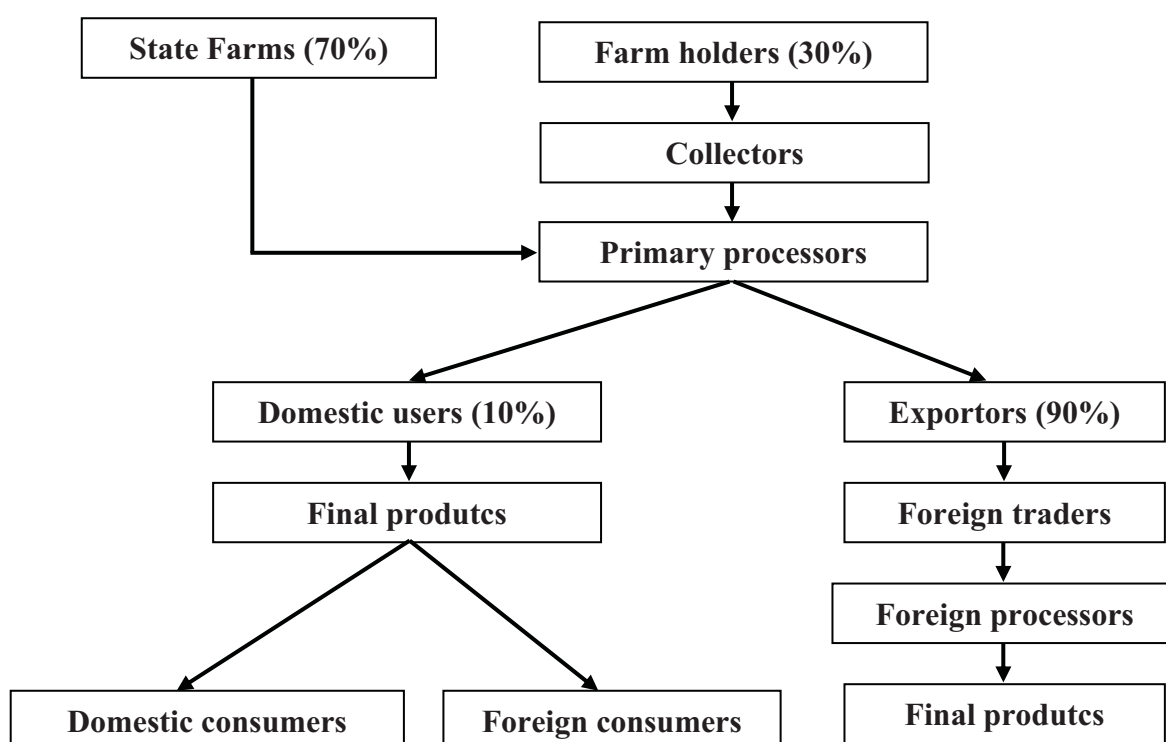 State Farms (70%)
Farm holders (30%)
Collectors
Primary processors
Domestic users (10%)
Exportors (90%)
Final produtcs
Foreign traders
Foreign processors
Domestic consumers
Foreign consumers
Final produtcs